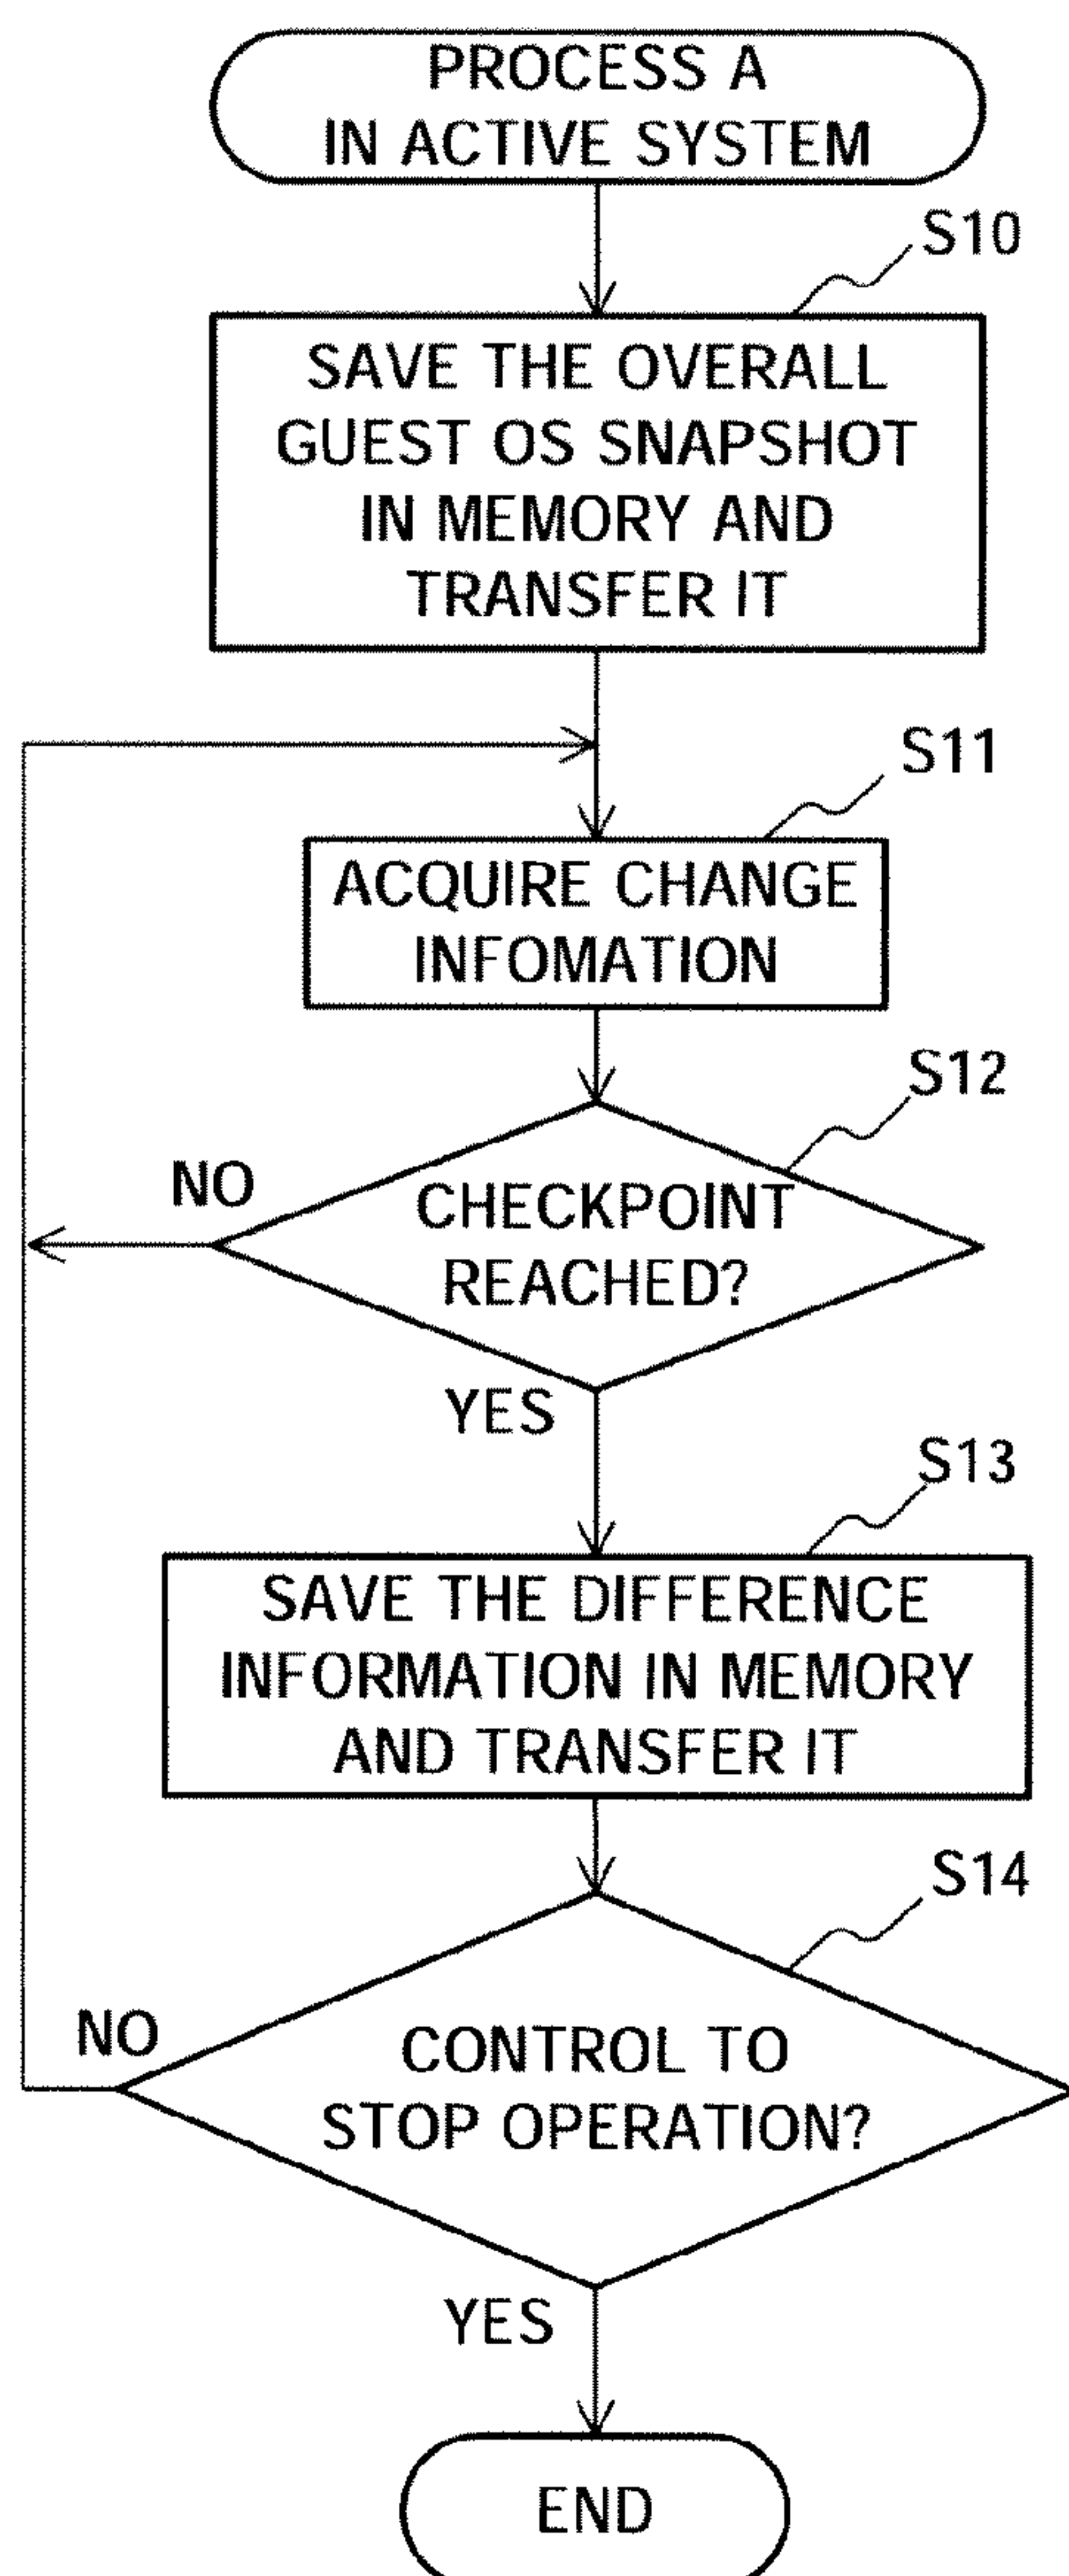 PROCESS A
IN ACTIVE SYSTEM
S10
SAVE THE OVERALL
GUEST OS SNAPSHOT
IN MEMORY AND
TRANSFER IT
S11
ACQUIRE CHANGE
INFOMATION
S12
NO
CHECKPOINT
REACHED?
YES
S13
SAVE THE DIFFERENCE
INFORMATION IN MEMORY
AND TRANSFER IT
S14
NO
CONTROL TO
STOP OPERATION?
YES
END